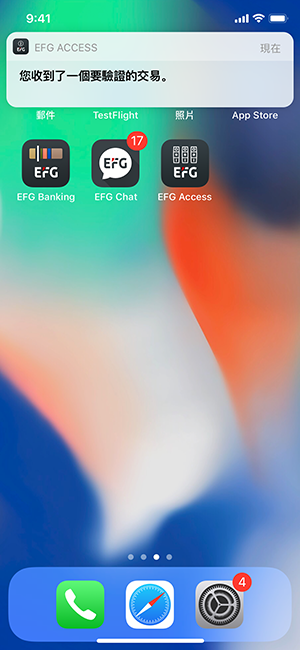 9:41
EFG
EFG ACCESS
現在
您收到了一個要驗證的交易。
郵件
TestFlight
照片
App Store
17
EFG
EFG
EFG
EFG Banking
EFG Chat
EFG Access
4